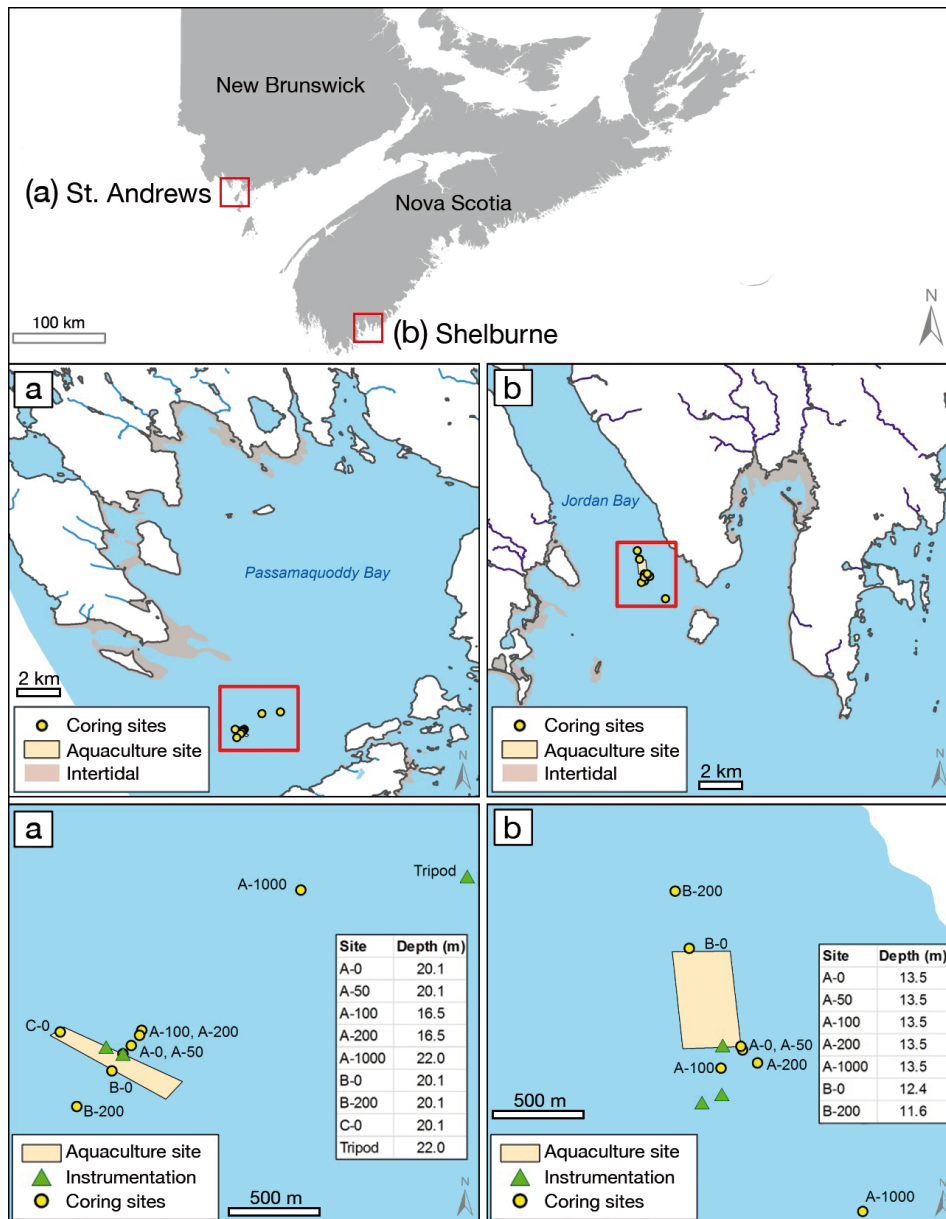 New Brunswick
(a) St. Andrews
Nova Scotia
(b) Shelburne
100 km
N
a
Passamaquoddy Bay
2 km
Coring sites
Aquaculture site
Intertidal
N
b
Jordan Bay
Coring sites
Aquaculture site
Intertidal
2 km
N
a
Tripod
A-1000
Site Depth (m)
A-0 20.1
A-50 20.1
A-100 16.5
A-200 16.5
A-1000 22.0
B-0 20.1
B-200 20.1
C-0 20.1
Tripod 22.0
C-0
A-100, A-200
A-0, A-50
B-0
B-200
Aquaculture site
Instrumentation
Coring sites
500 m
N
b
B-200
B-0
Site Depth (m)
A-0 13.5
A-50 13.5
A-100 13.5
A-200 13.5
A-1000 13.5
B-0 12.4
B-200 11.6
A-0, A-50
A-100
A-200
500 m
Aquaculture site
Instrumentation
Coring sites
A-1000
N